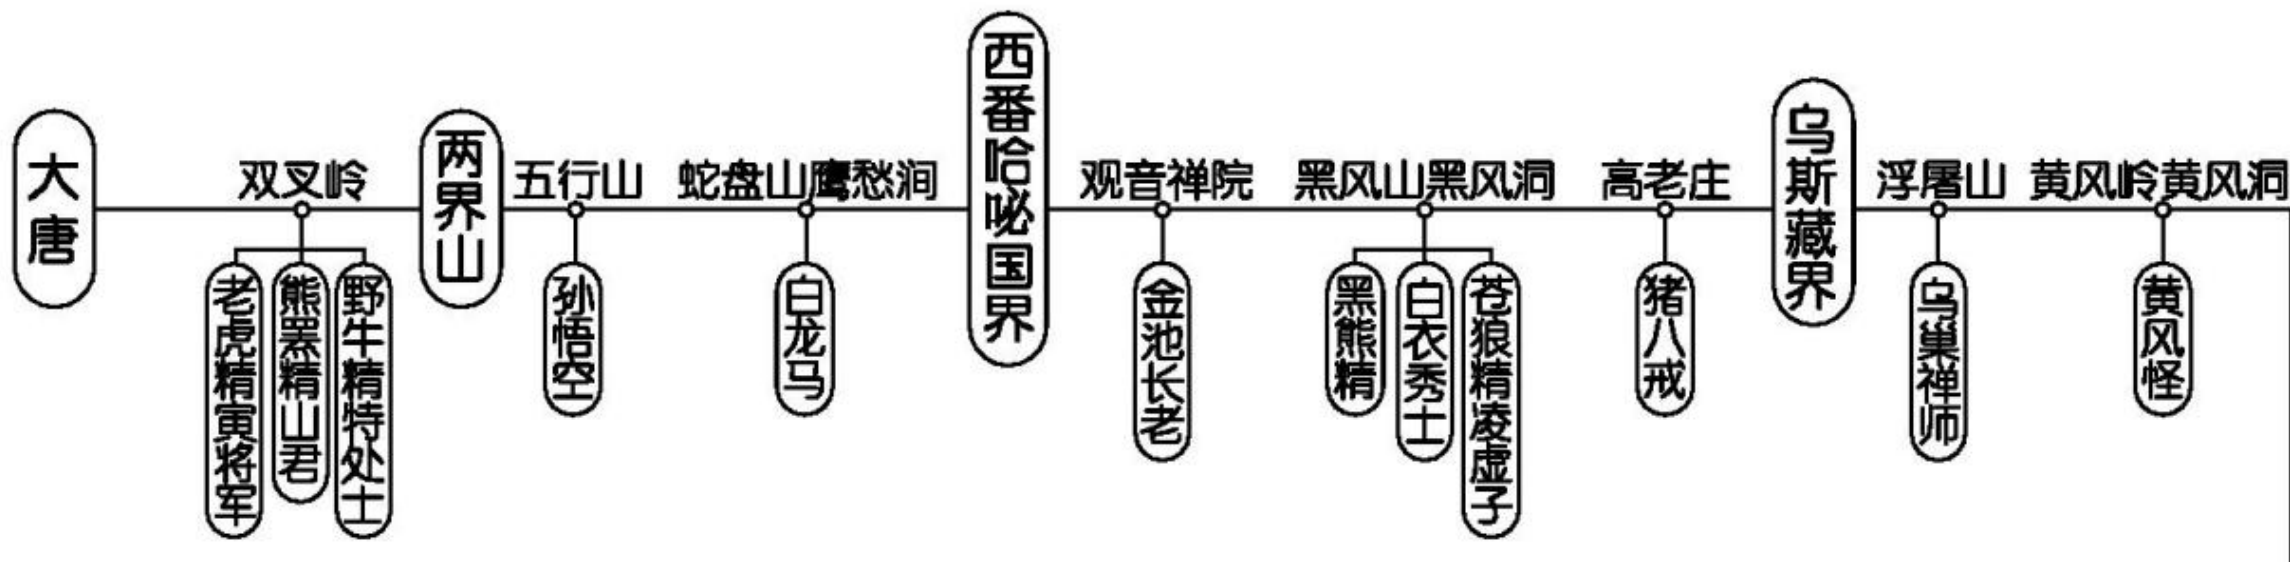 大唐
双叉岭
老虎精寅将军
熊罴精山君
野牛精特处士
两界山
五行山
孙悟空
蛇盘山鹰愁涧
白龙马
西番哈咇国界
观音禅院
金池长老
黑风山黑风洞
黑熊精
白衣秀士
苍狼精凌虚子
高老庄
猪八戒
乌斯藏界
浮屠山
乌巢禅师
黄风岭黄风洞
黄风怪